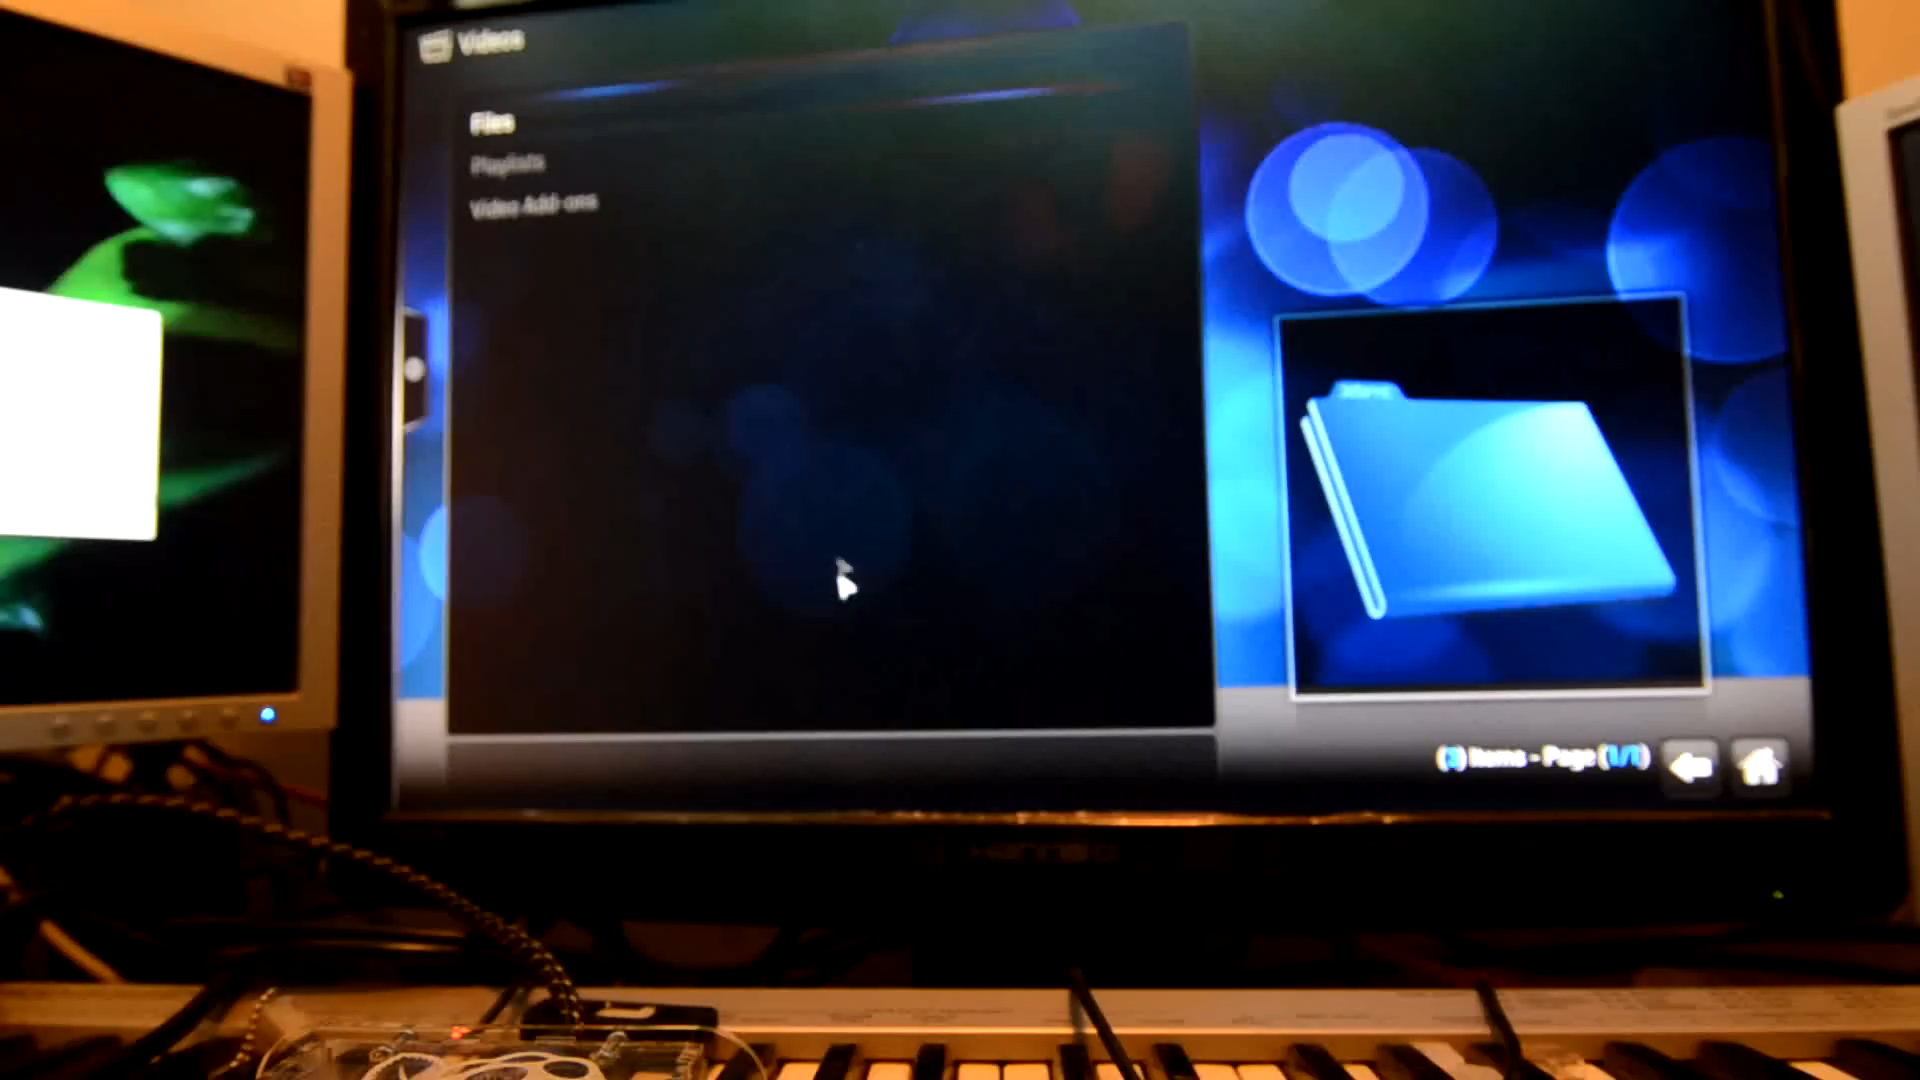 Videos
Files
Playlists
Video Add-ons
(3) Items - Page (1/1)